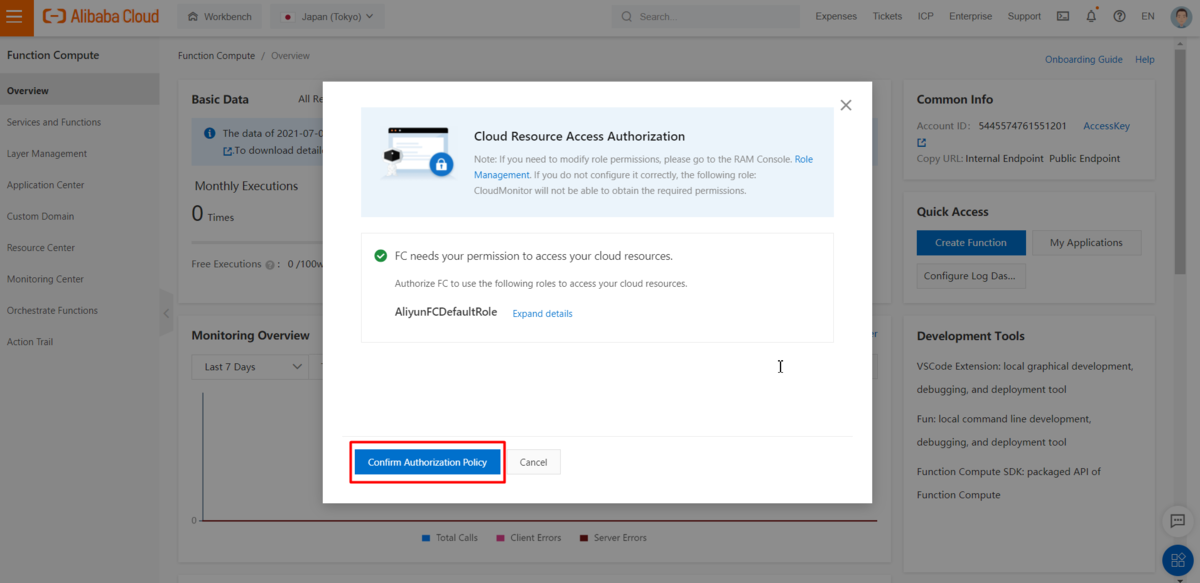 Alibaba Cloud
Workbench
Japan (Tokyo)
Search...
Expenses
Tickets
ICP
Enterprise
Support
EN
Function Compute
Overview
Services and Functions
Layer Management
Application Center
Custom Domain
Resource Center
Monitoring Center
Orchestrate Functions
Action Trail
Function Compute / Overview
Onboarding Guide Help
Basic Data
All Re
The data of 2021-07-0
.To download detail
Monthly Executions
0 Times
Free Executions : 0 /100w
Monitoring Overview
Last 7 Days
0
Total Calls Client Errors Server Errors
Cloud Resource Access Authorization
Note: If you need to modify role permissions, please go to the RAM Console. Role
Management. If you do not configure it correctly, the following role:
CloudMonitor will not be able to obtain the required permissions.
FC needs your permission to access your cloud resources.
Authorize FC to use the following roles to access your cloud resources.
AliyunFCDefaultRole Expand details
Confirm Authorization Policy
Cancel
Common Info
Account ID: 5445574761551201 AccessKey
Copy URL: Internal Endpoint Public Endpoint
Quick Access
Create Function
My Applications
Configure Log Das...
Development Tools
VSCode Extension: local graphical development,
debugging, and deployment tool
Fun: local command line development,
debugging, and deployment tool
Function Compute SDK: packaged API of
Function Compute